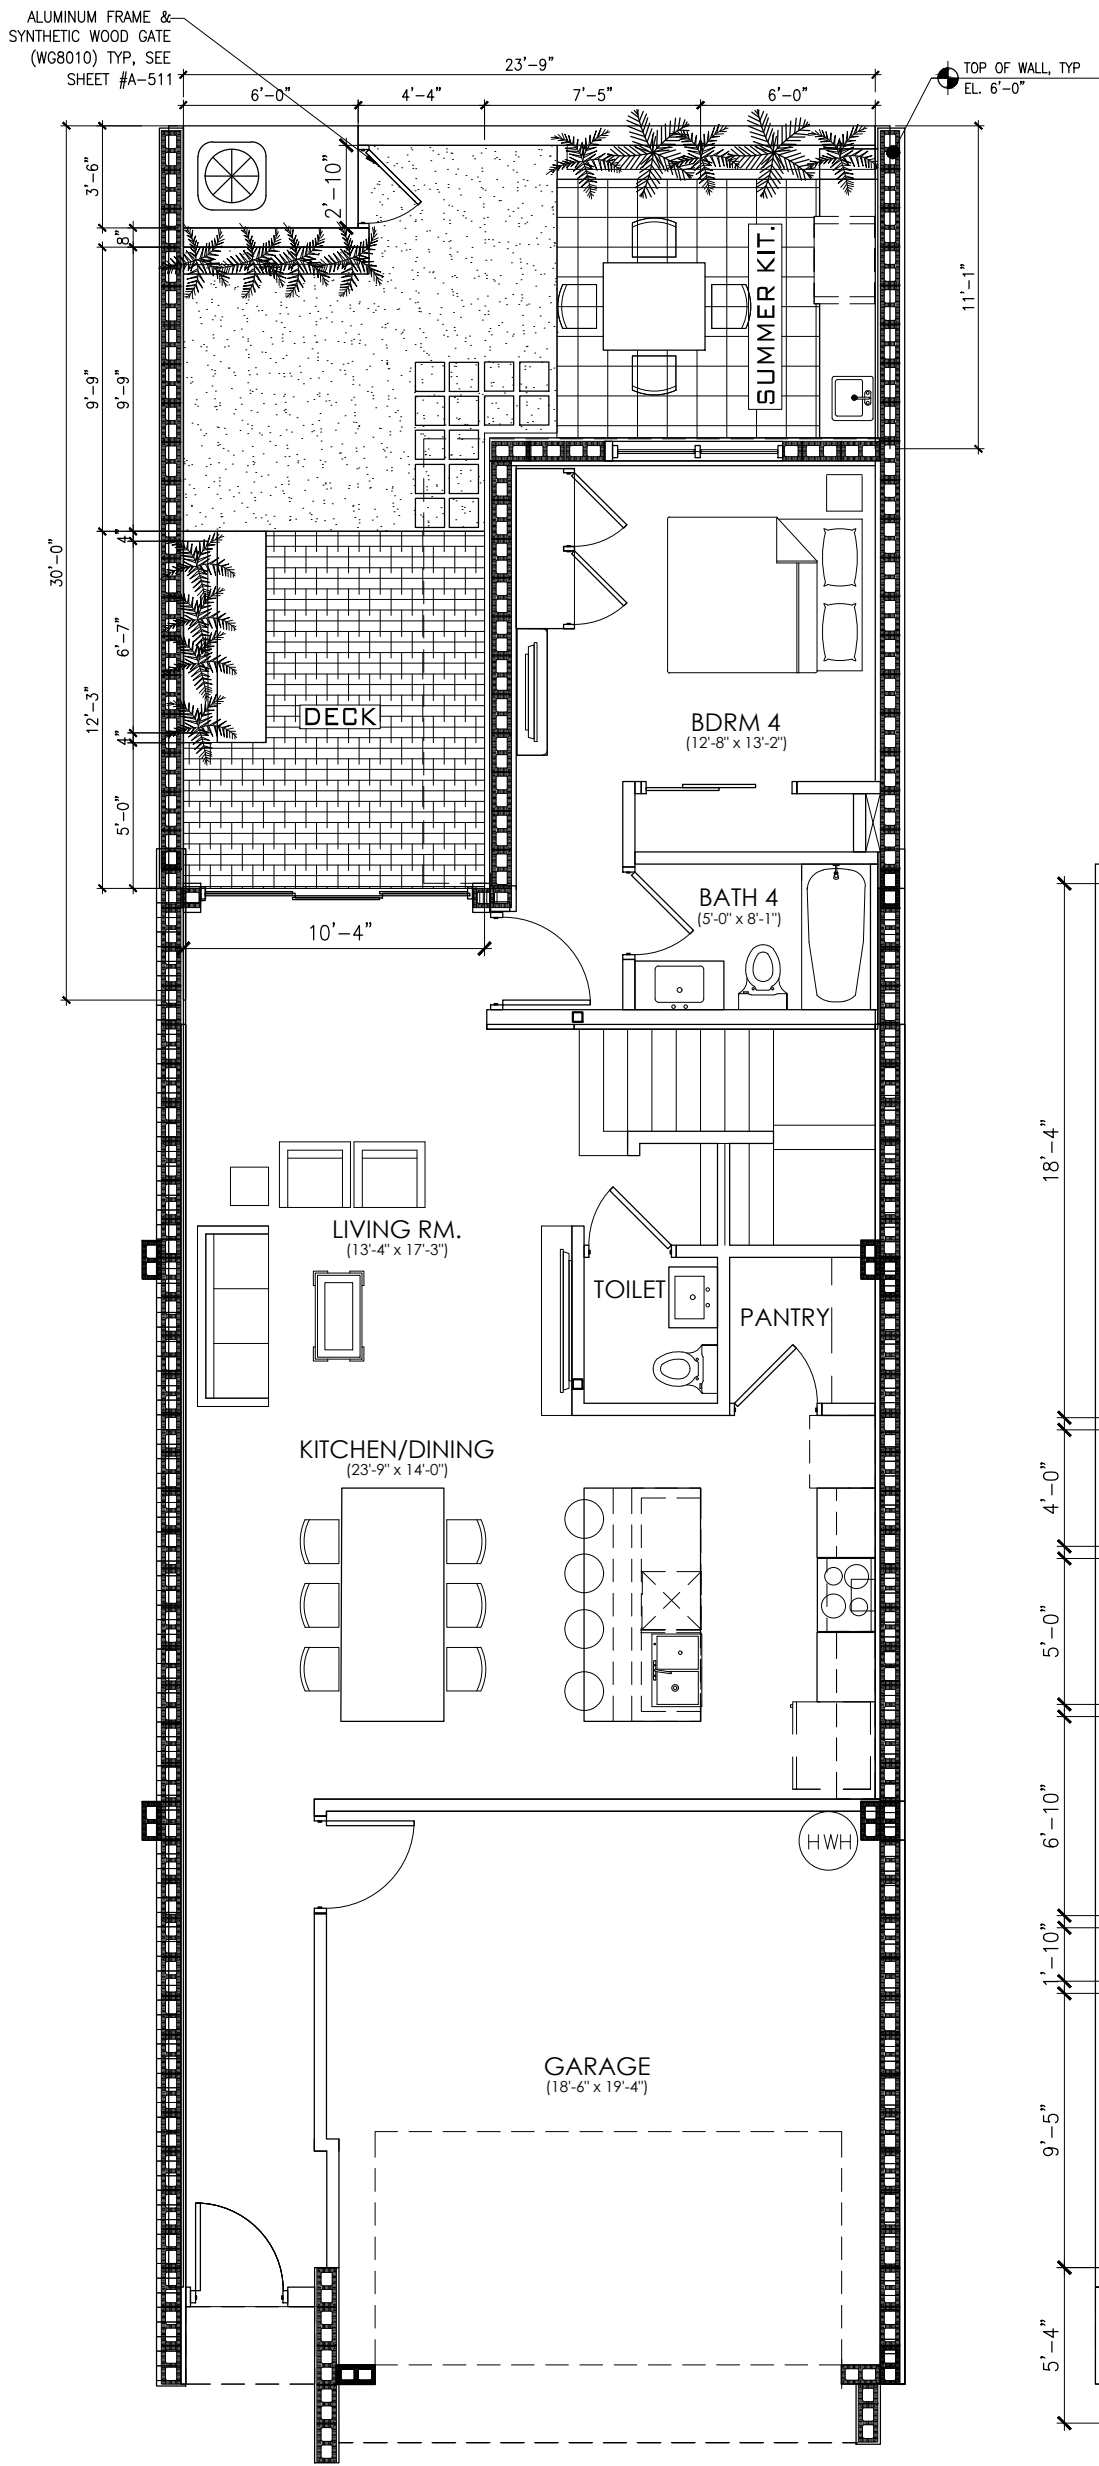 ALUMINUM FRAME &
SYNTHETIC WOOD GATE
(WG8010) TYP, SEE
SHEET #A-511
23'-9"
TOP OF WALL, TYP
EL. 6'-0"
6'-0"
4'-4"
7'-5"
6'-0"
3'-6"
2'-10"
8"
SUMMER KIT.
11'-1"
9'-9"
9'-9"
30'-0"
4"
6'-7"
12'-3"
DECK
BDRM 4
(12'-8" x 13'-2")
4"
5'-0"
BATH 4
(5'-0" x 8'-1")
10'-4"
18'-4"
LIVING RM.
(13'-4" x 17'-3")
TOILET
PANTRY
KITCHEN/DINING
(23'-9" x 14'-0")
4'-0"
5'-0"
HWH
6'-10"
1'-10"
GARAGE
(18'-6" x 19'-4")
9'-5"
5'-4"